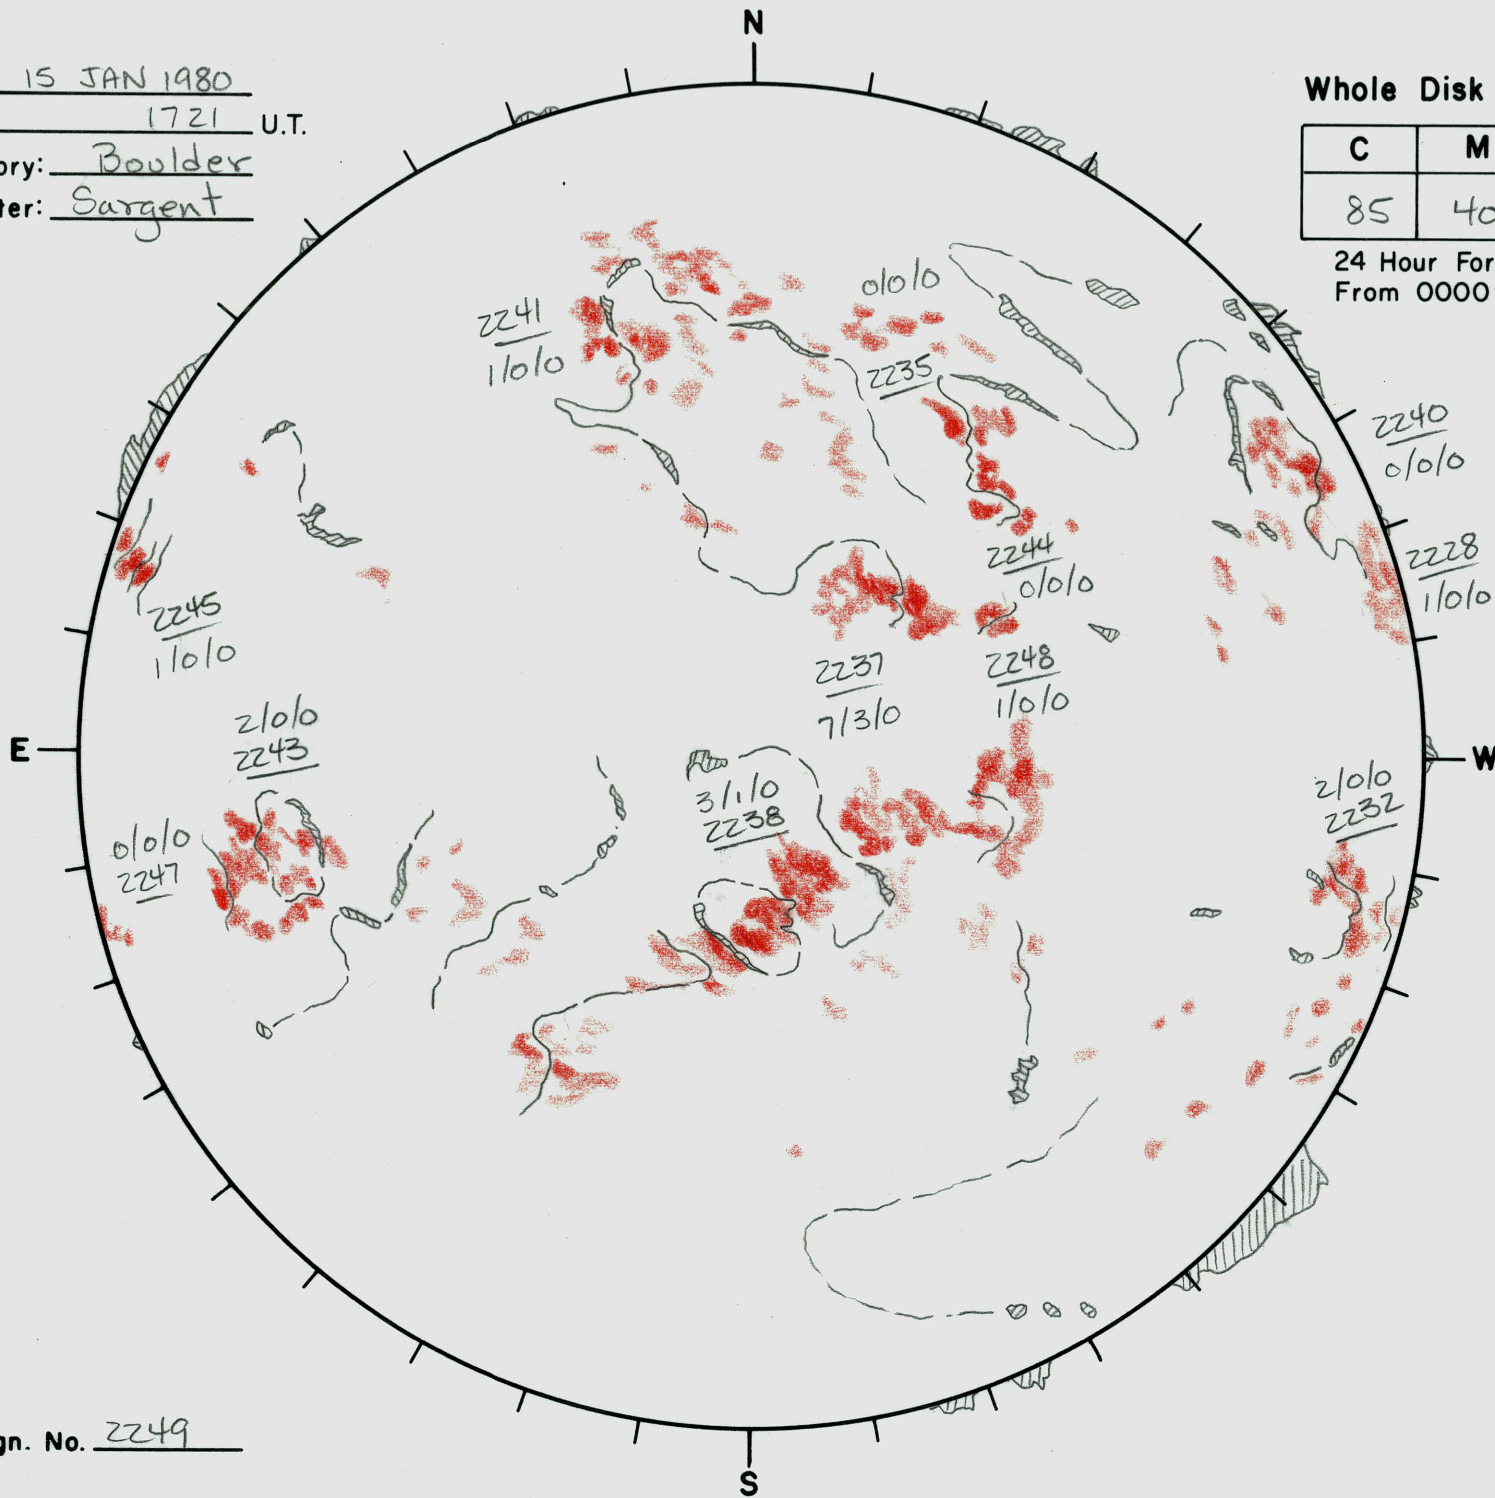 N
15 JAN 1980
1721 U.T.
ory: Boulder
ter: Sargent
Whole Disk
C M
85 40
24 Hour For
From 0000
0/0/0
2235
2241
1/0/0
2240
0/0/0
2244
0/0/0
2228
1/0/0
2245
1/0/0
2237
7/3/0
2248
1/0/0
2/0/0
2243
E
W
3/1/0
2238
2/0/0
2232
0/0/0
2247
gn. No. 2249
S